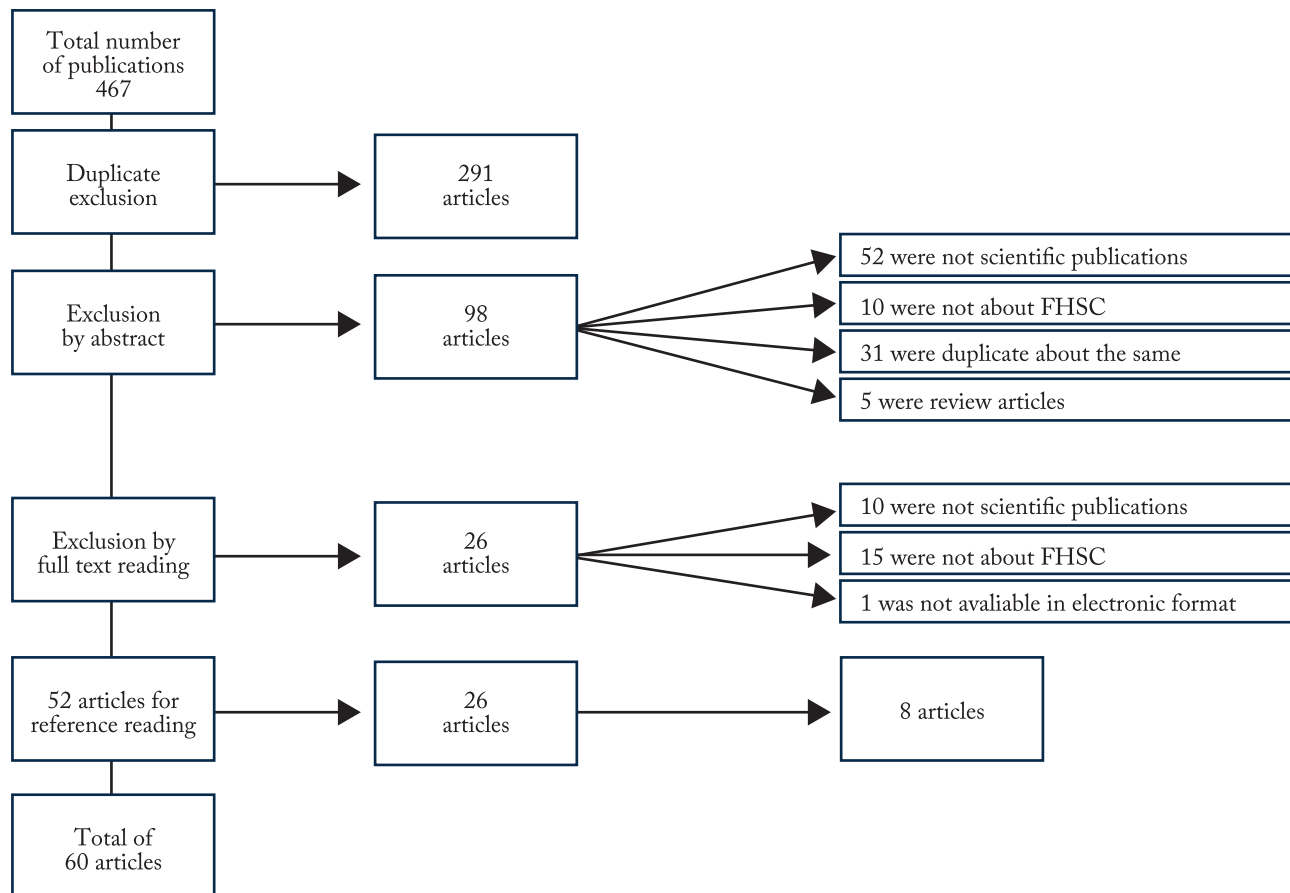 Total number
of publications
467
Duplicate
exclusion
291
articles
Exclusion
by abstract
98
articles
52 were not scientific publications
10 were not about FHSC
31 were duplicate about the same
5 were review articles
Exclusion by
full text reading
26
articles
10 were not scientific publications
15 were not about FHSC
1 was not avaliable in electronic format
52 articles for
reference reading
26
articles
8 articles
Total of
60 articles